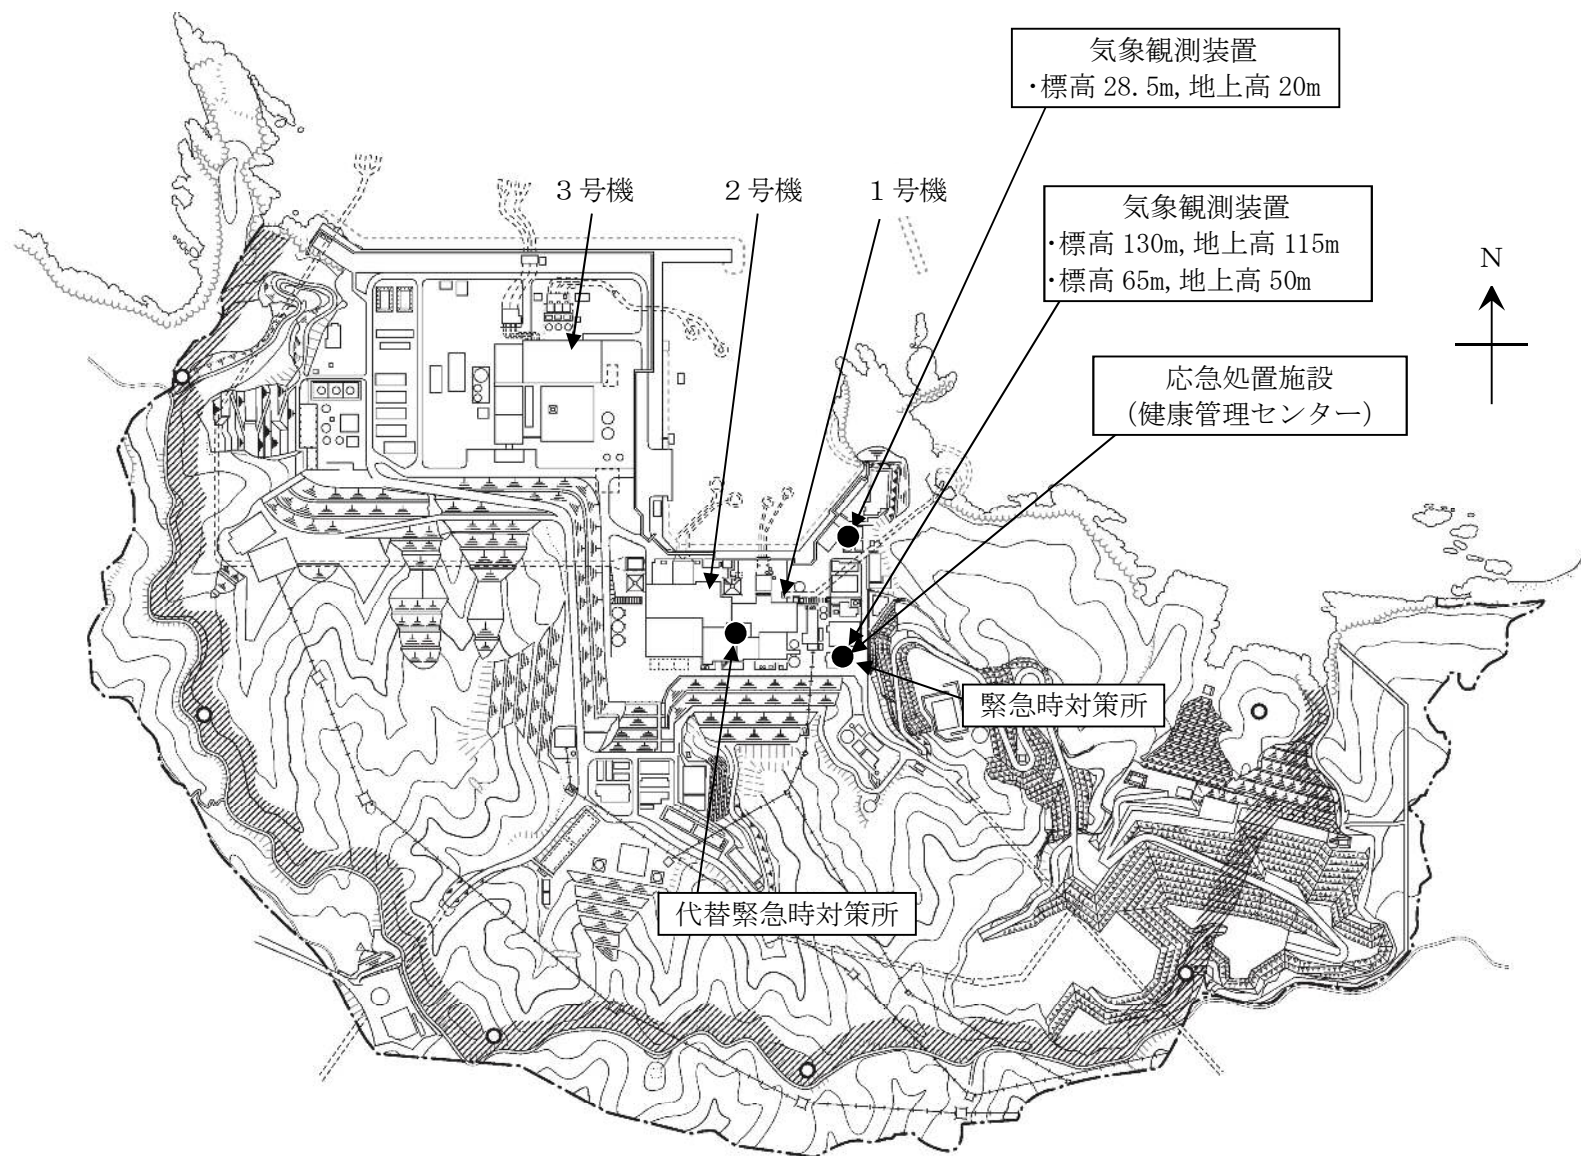 気象観測装置
・標高 28.5m, 地上高 20m
3号機
2号機
1号機
気象観測装置
・標高 130m, 地上高 115m
・標高 65m, 地上高 50m
N
応急処置施設
(健康管理センター)
緊急時対策所
代替緊急時対策所